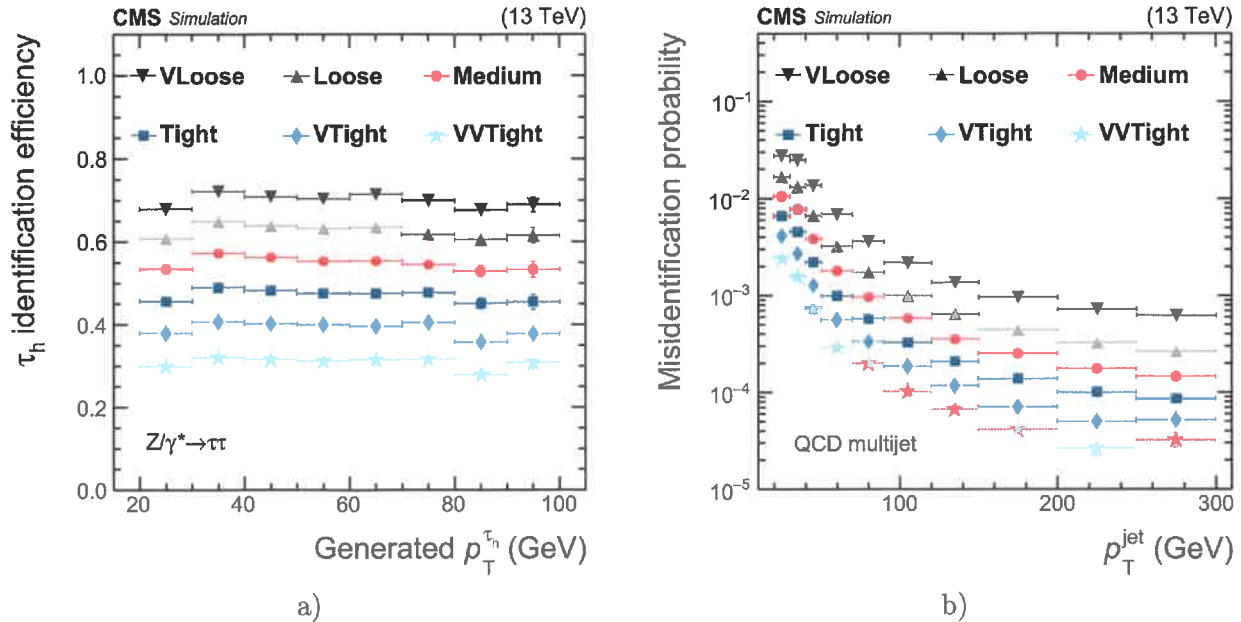 CMS Simulation (13 TeV)
τh identification efficiency
1.0
0.8
0.6
0.4
0.2
0.0
VLoose Loose Medium
Tight VTight VVTight
Z/γ*→ττ
20 40 60 80 100
Generated pTτh (GeV)
a)
CMS Simulation (13 TeV)
Misidentification probability
10−1
10−2
10−3
10−4
10−5
VLoose Loose Medium
Tight VTight VVTight
QCD multijet
100 200 300
pTjet (GeV)
b)